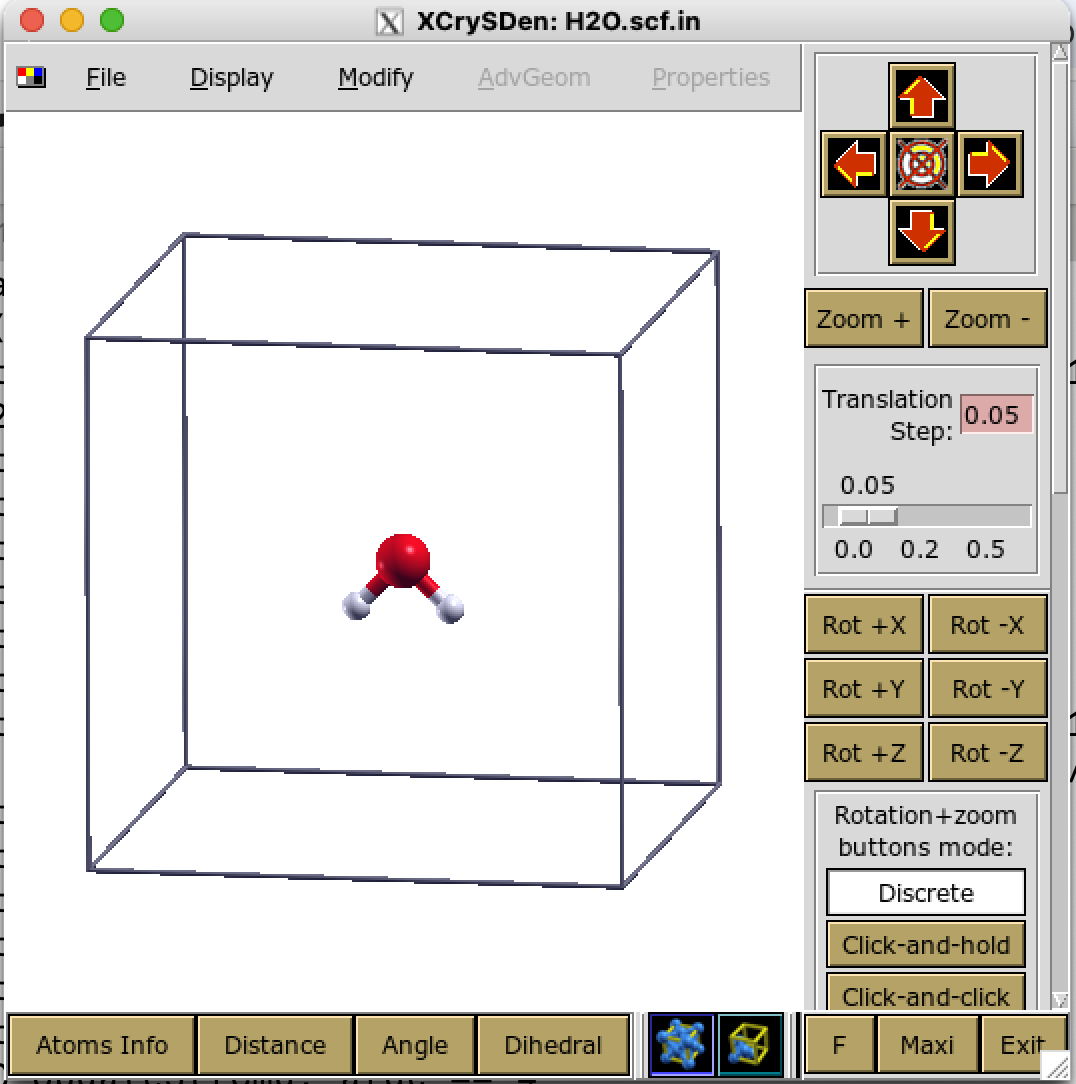 XCrySDen: H2O.scf.in
File Display Modify AdvGeom Properties
Zoom + Zoom -
Translation
Step: 0.05
0.05
0.0 0.2 0.5
Rot +X Rot -X
Rot +Y Rot -Y
Rot +Z Rot -Z
Rotation+zoom
buttons mode:
Discrete
Click-and-hold
Click-and-click
Atoms Info Distance Angle Dihedral F Maxi Exit